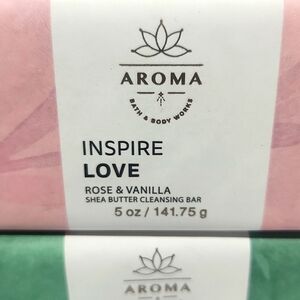 AROMA
BATH & BODY WORKS
INSPIRE
LOVE
ROSE & VANILLA
SHEA BUTTER CLEANSING BAR
5 oz / 141.75 g
AROMA